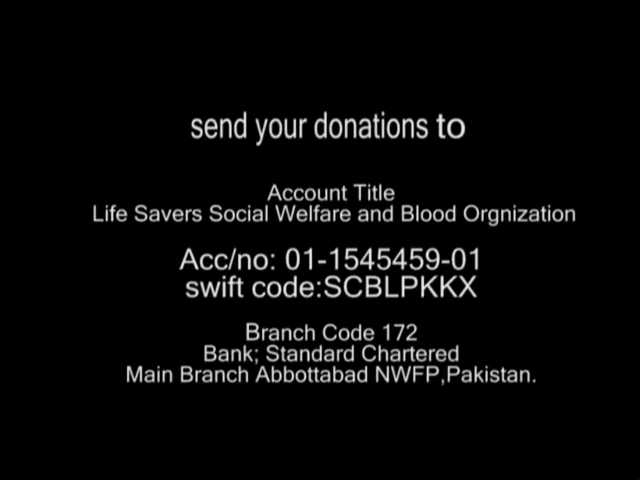 send your donations to
Account Title
Life Savers Social Welfare and Blood Orgnization
Acc/no: 01-1545459-01
swift code:SCBLPKKX
Branch Code 172
Bank; Standard Chartered
Main Branch Abbottabad NWFP,Pakistan.